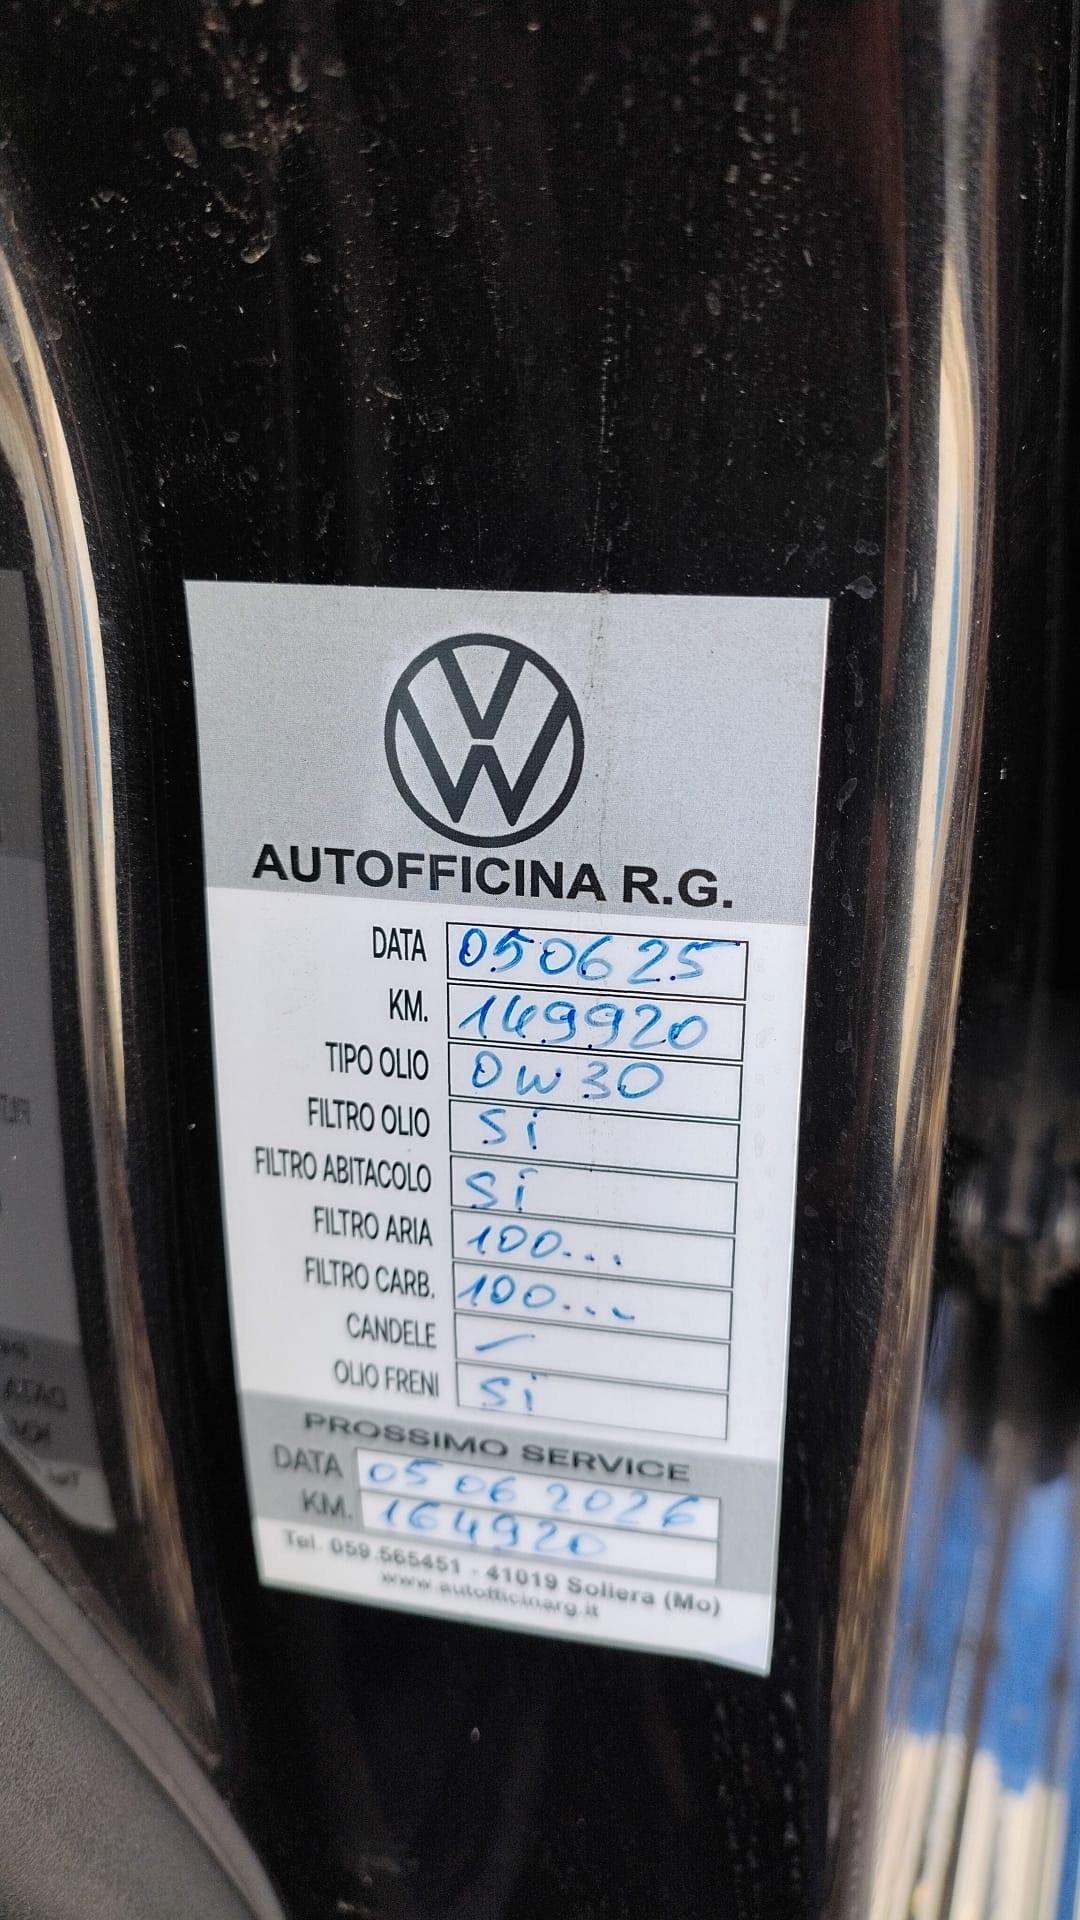 AUTOFFICINA R.G.
DATA 050625
KM. 149920
TIPO OLIO 0W30
FILTRO OLIO Si
FILTRO ABITACOLO Si
FILTRO ARIA 100...
FILTRO CARB. 100...
CANDELE –
OLIO FRENI Si
PROSSIMO SERVICE
DATA 05 06 2026
KM. 164920
Tel. 059.565451 - 41019 Soliera (Mo)
www.autofficinarg.it